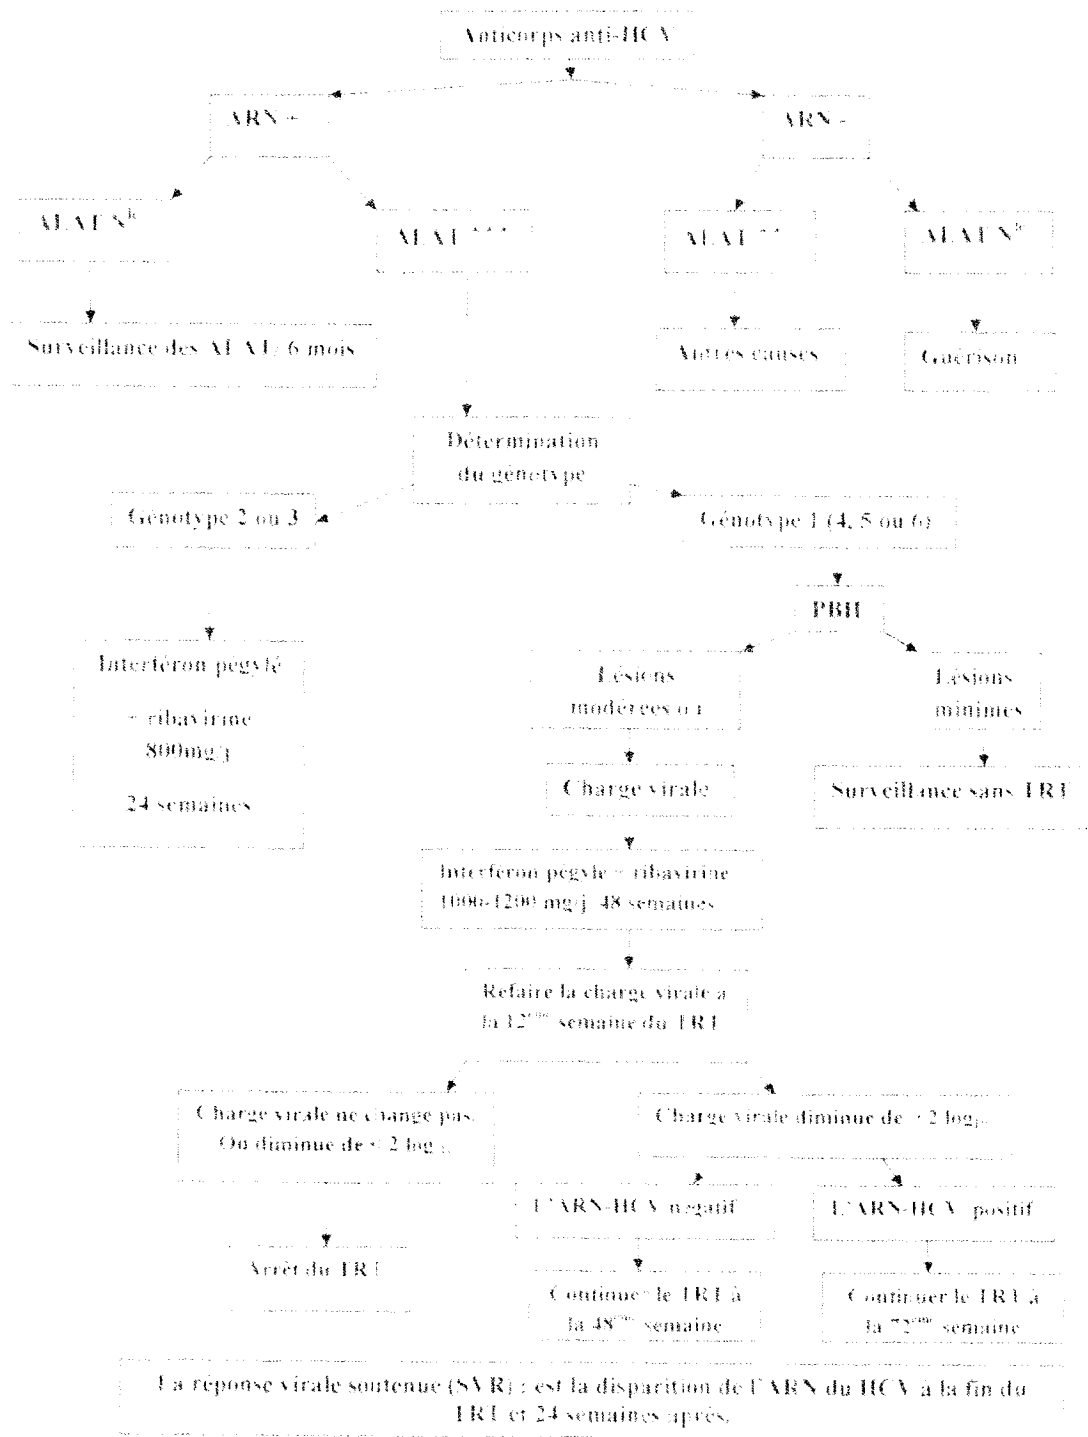 Anticorps anti-HCV
ARN +
ARN -
ALAT N
ALAT +++
ALAT ++
ALAT N
Surveillance des ALAT/ 6 mois
Autres causes
Guérison
Détermination
du génotype
Génotype 2 ou 3
Génotype 1 (4, 5 ou 6)
PBH
Interféron pégylé
+ ribavirine
800mg/j
24 semaines
Lésions
modérées
Lésions
minimes
Charge virale
Surveillance sans TRT
Interféron pégylé + ribavirine
1000-1200 mg/j 48 semaines
Refaire la charge virale à
la 12ème semaine du TRT
Charge virale ne change pas.
Ou diminue de < 2 log
Charge virale diminue de 2 log
L'ARN-HCV négatif
L'ARN-HCV positif
Arrêt du TRT
Continuer le TRT à
la 48ème semaine
Continuer le TRT à
la 72ème semaine
La réponse virale soutenue (SVR) : est la disparition de l'ARN du HCV à la fin du
TRT et 24 semaines après.